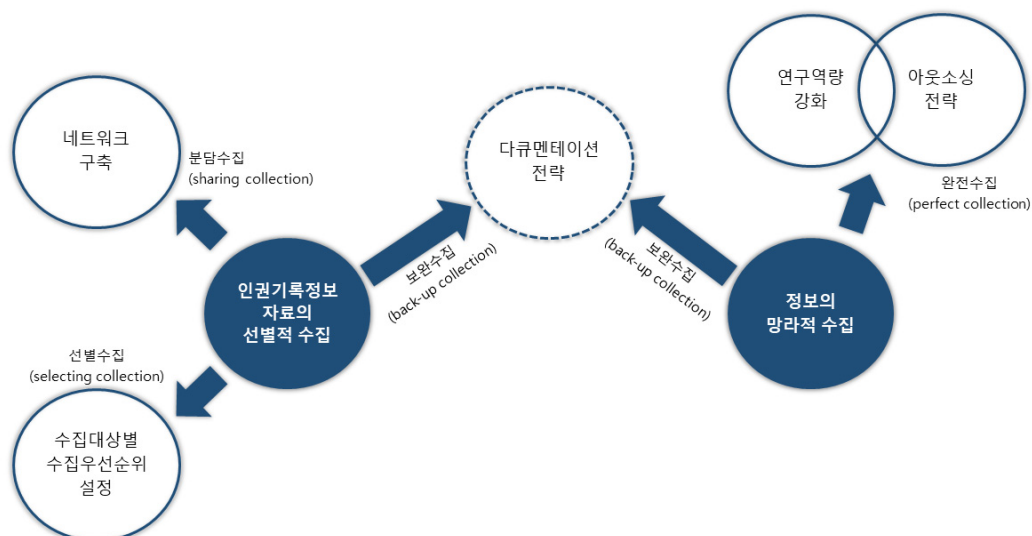 네트워크
구축
분담수집
(sharing collection)
다큐멘테이션
전략
연구역량
강화
아웃소싱
전략
완전수집
(perfect collection)
인권기록정보
자료의
선별적 수집
보완수집
(back-up collection)
보완수집
(back-up collection)
정보의
망라적 수집
선별수집
(selecting collection)
수집대상별
수집우선순위
설정